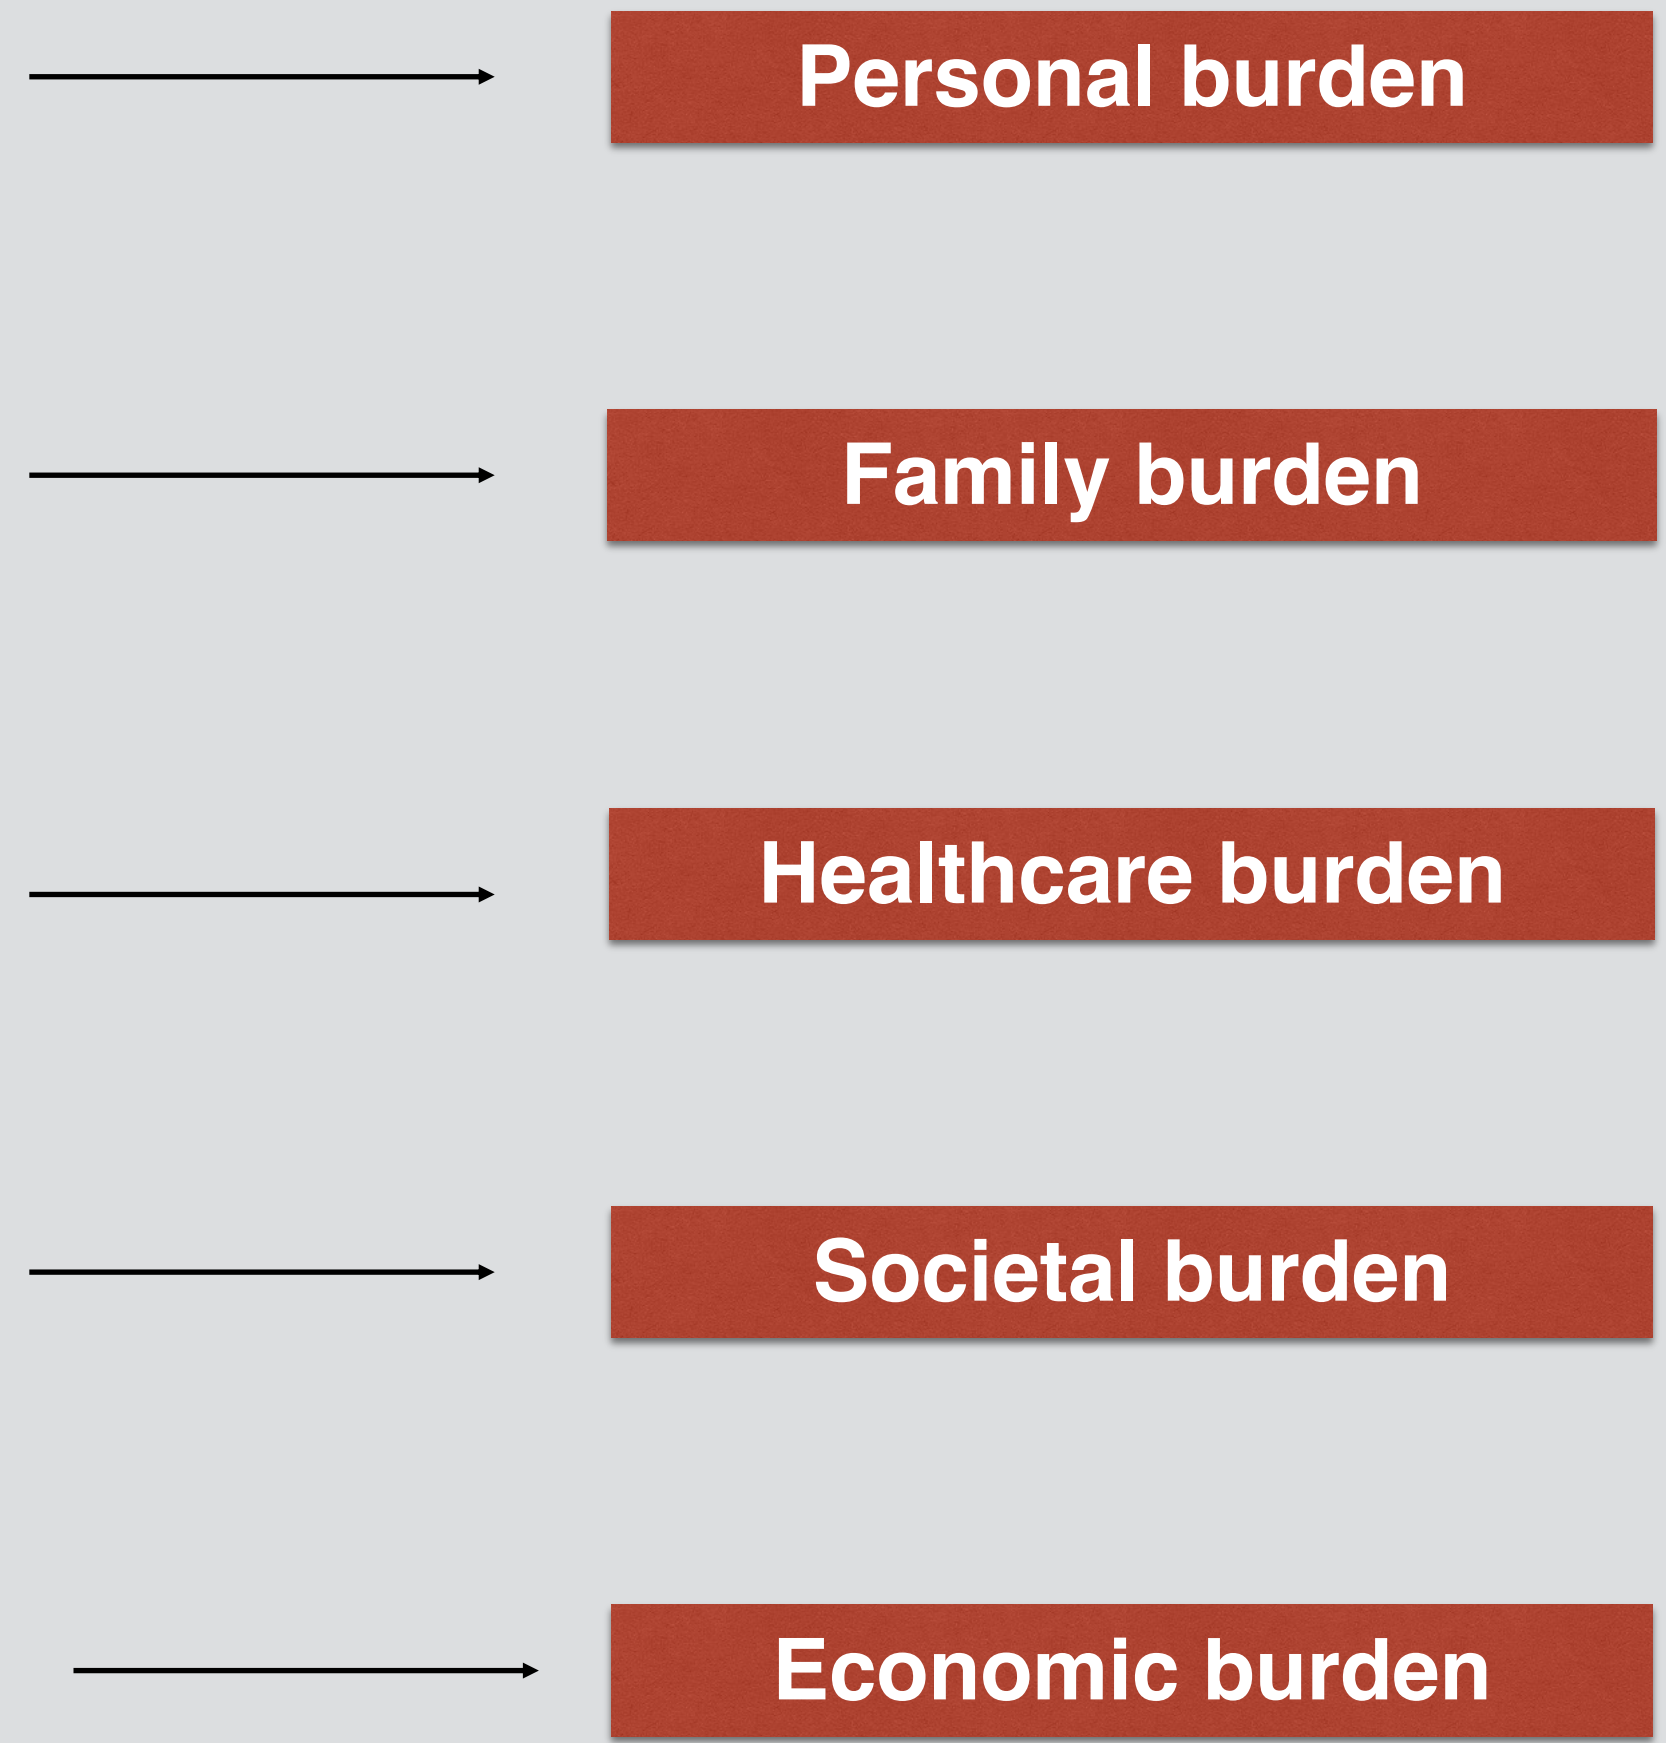 Personal burden
Family burden
Healthcare burden
Societal burden
Economic burden